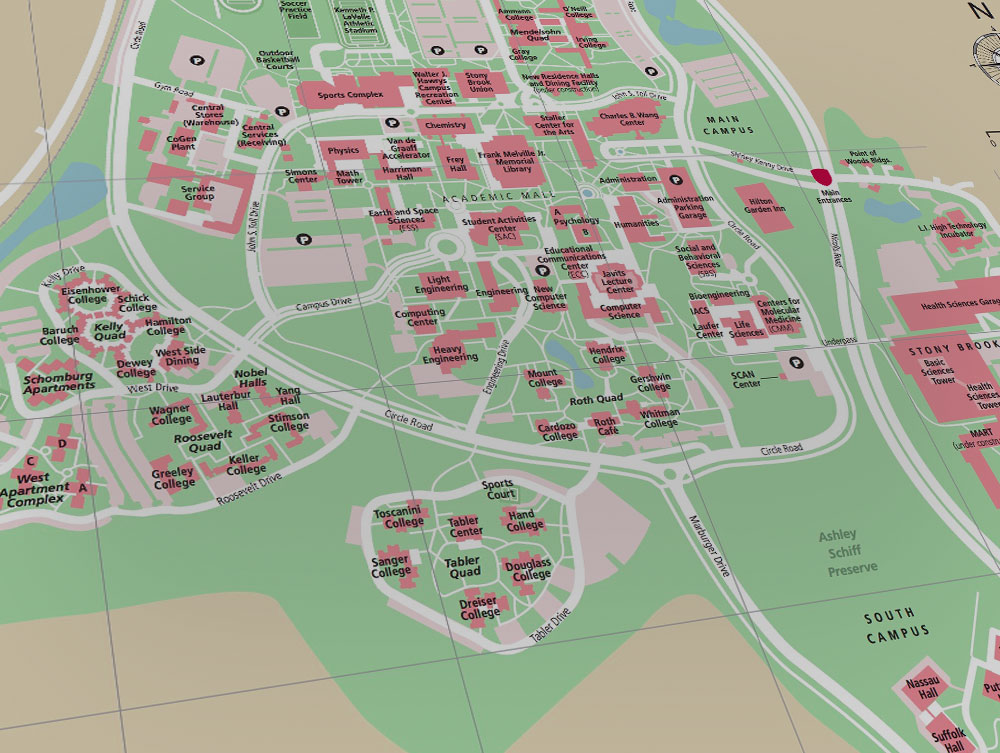 Soccer
Practice
Field
Kenneth P.
LaValle
Athletic
Stadium
Ammann
College
O'Neill
College
Mendelsohn
Quad
Irving
College
Gray
College
N
Circle Road
Outdoor
Basketball
Courts
P
P
P
P
Gym Road
Sports Complex
Walter J.
Hawrys
Campus
Recreation
Center
Stony
Brook
Union
New Residence Halls
and Dining Facility
(under construction)
John S. Toll Drive
Central
Stores
(Warehouse)
CoGen
Plant
Central
Services
(Receiving)
P
P
Chemistry
Staller
Center for
the Arts
Charles B. Wang
Center
MAIN
CAMPUS
Physics
Van de
Graaff
Accelerator
Simons
Center
Math
Tower
Harriman
Hall
Frey
Hall
Frank Melville Jr.
Memorial
Library
Shirley Kenny Drive
Point of
Woods Bldgs.
Main
Entrances
Service
Group
John S. Toll Drive
ACADEMIC MALL
Administration
P
Administration
Parking
Garage
Hilton
Garden Inn
Circle Road
Nicolls Road
L.I. High Technology
Incubator
Earth and Space
Sciences
(ESS)
Student Activities
Center
(SAC)
A
Psychology
B
Humanities
P
Educational
Communications
Center
(ECC)
P
Javits
Lecture
Center
Social and
Behavioral
Sciences
(SBS)
Kelly Drive
Eisenhower
College
Schick
College
Kelly
Quad
Hamilton
College
Baruch
College
Dewey
College
West Side
Dining
Schomburg
Apartments
West Drive
Campus Drive
Light
Engineering
Engineering
New
Computer
Science
Computer
Science
Computing
Center
Heavy
Engineering
Engineering Drive
Bioengineering
IACS
Laufer
Center
Life
Sciences
Centers for
Molecular
Medicine
(CMM)
Underpass
P
SCAN
Center
STONY BROOK
Basic
Sciences
Tower
Health
Sciences
Tower
MART
Nobel
Halls
Lauterbur
Hall
Yang
Hall
Wagner
College
Stimson
College
Roosevelt
Quad
Keller
College
Greeley
College
Roosevelt Drive
D
C
West
Apartment
Complex
A
Circle Road
Mount
College
Hendrix
College
Gershwin
College
Roth Quad
Cardozo
College
Roth
Café
Whitman
College
Circle Road
Sports
Court
Toscanini
College
Tabler
Center
Hand
College
Sanger
College
Tabler
Quad
Douglass
College
Dreiser
College
Tabler Drive
Marburger Drive
Ashley
Schiff
Preserve
SOUTH
CAMPUS
Nassau
Hall
Suffolk
Hall